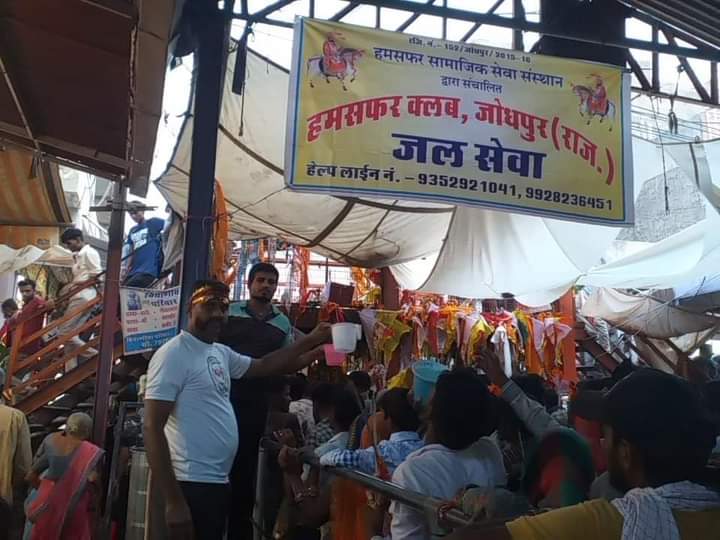 रजि. नं.- 152/जोधपुर/2015-16
हमसफर सामाजिक सेवा संस्थान
द्वारा संचालित
हमसफर क्लब, जोधपुर (राज.)
जल सेवा
हेल्प लाईन नं. – 9352921041, 9928236451